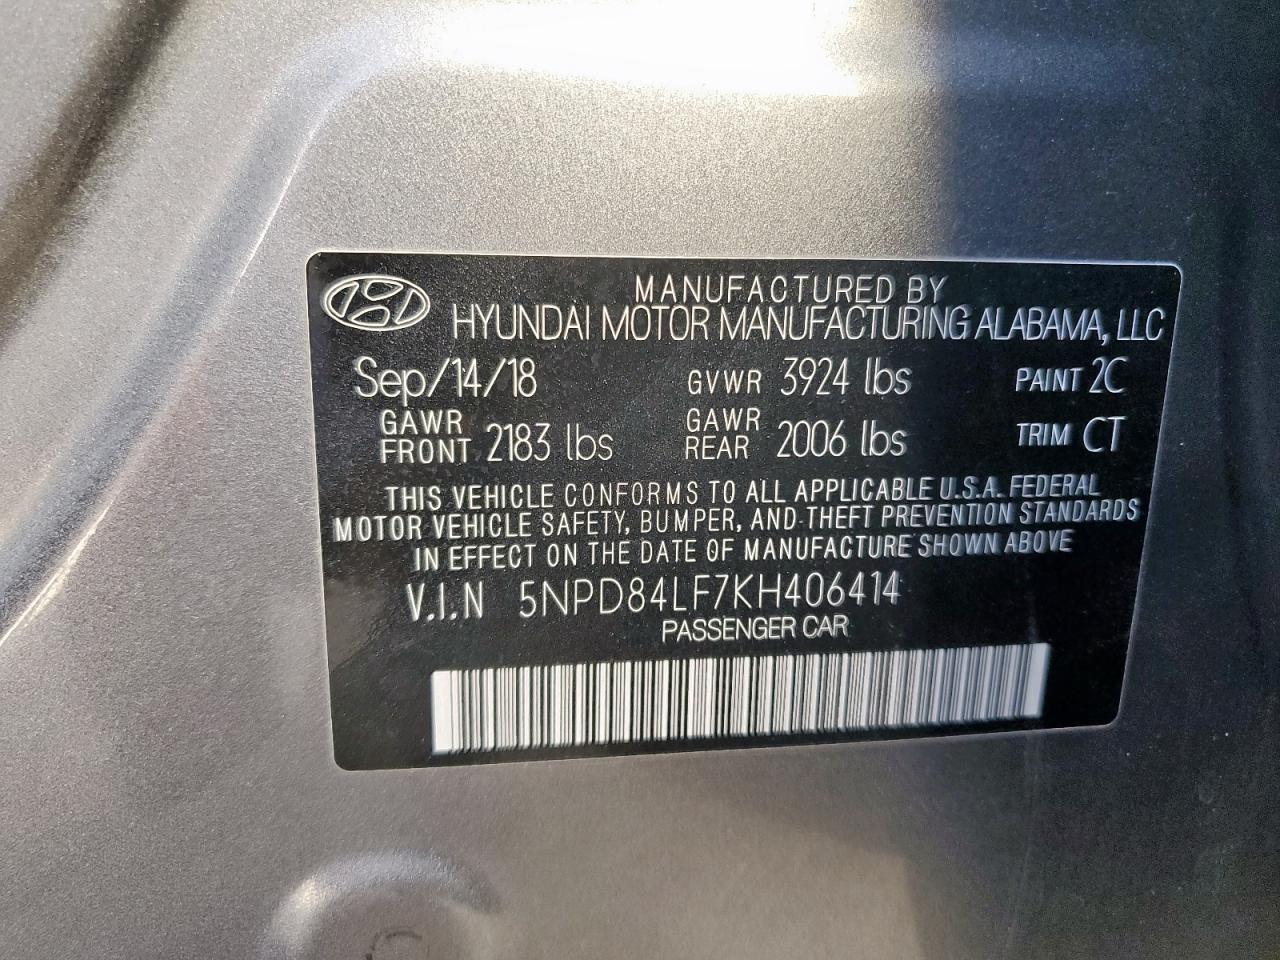 MANUFACTURED BY
HYUNDAI MOTOR MANUFACTURING ALABAMA, LLC
Sep/14/18 GVWR 3924 lbs PAINT 2C
GAWR FRONT 2183 lbs GAWR REAR 2006 lbs TRIM CT
THIS VEHICLE CONFORMS TO ALL APPLICABLE U.S.A. FEDERAL
MOTOR VEHICLE SAFETY, BUMPER, AND THEFT PREVENTION STANDARDS
IN EFFECT ON THE DATE OF MANUFACTURE SHOWN ABOVE
V.I.N 5NPD84LF7KH406414
PASSENGER CAR